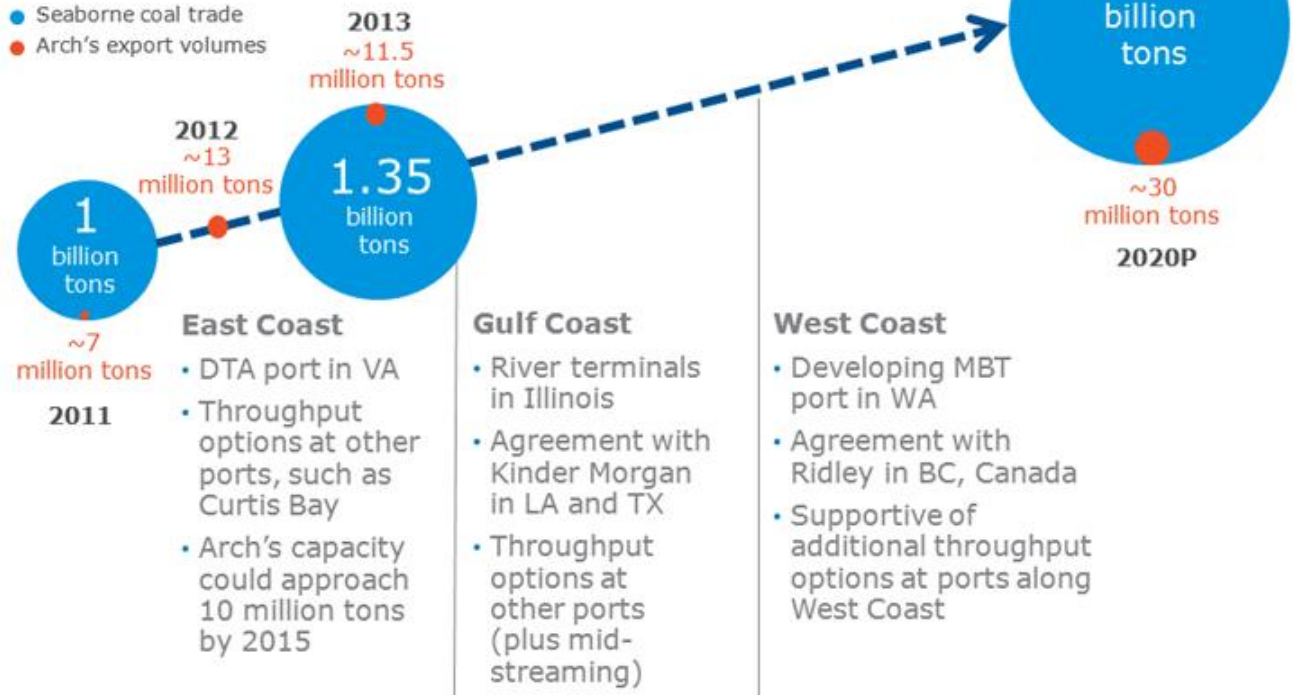 Seaborne coal trade
Arch's export volumes
2013
~11.5
million tons
2012
~13
million tons
1
billion
tons
~7
million tons
2011
1.35
billion
tons
billion
tons
~30
million tons
2020P
East Coast
• DTA port in VA
• Throughput
options at other
ports, such as
Curtis Bay
• Arch's capacity
could approach
10 million tons
by 2015
Gulf Coast
• River terminals
in Illinois
• Agreement with
Kinder Morgan
in LA and TX
• Throughput
options at
other ports
(plus mid-
streaming)
West Coast
• Developing MBT
port in WA
• Agreement with
Ridley in BC, Canada
• Supportive of
additional throughput
options at ports along
West Coast